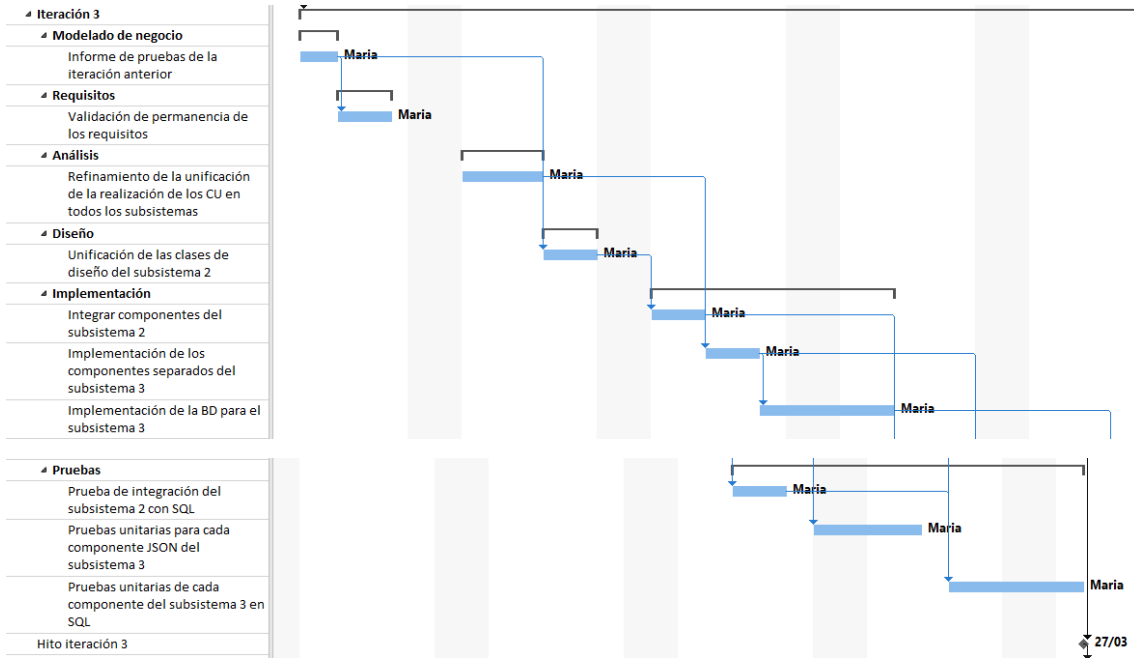 Iteración 3
Modelado de negocio
Informe de pruebas de la
iteración anterior
Maria
Requisitos
Validación de permanencia de
los requisitos
Maria
Análisis
Refinamiento de la unificación
de la realización de los CU en
todos los subsistemas
Maria
Diseño
Unificación de las clases de
diseño del subsistema 2
Maria
Implementación
Integrar componentes del
subsistema 2
Maria
Implementación de los
componentes separados del
subsistema 3
Maria
Implementación de la BD para el
subsistema 3
Maria
Pruebas
Prueba de integración del
subsistema 2 con SQL
Maria
Pruebas unitarias para cada
componente JSON del
subsistema 3
Maria
Pruebas unitarias de cada
componente del subsistema 3 en
SQL
Maria
Hito iteración 3
27/03